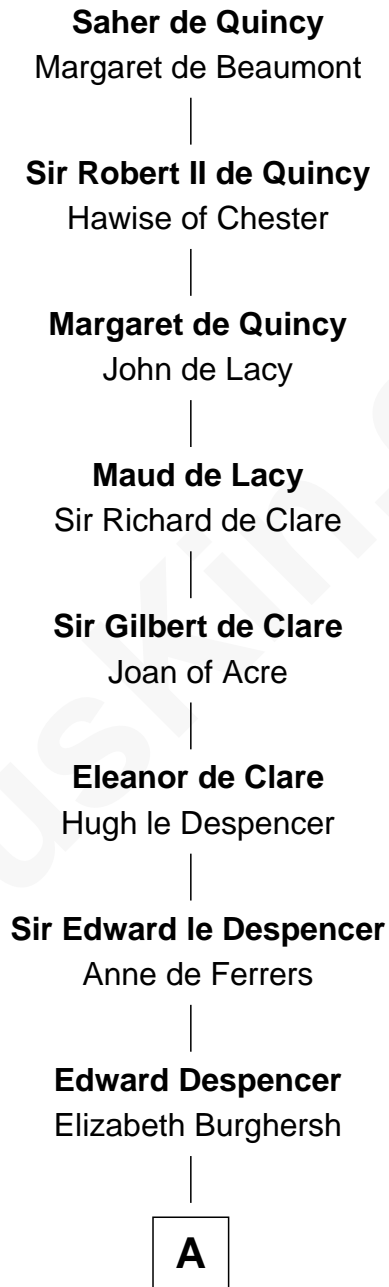 Saher de Quincy
Margaret de Beaumont
Sir Robert II de Quincy
Hawise of Chester
Margaret de Quincy
John de Lacy
Maud de Lacy
Sir Richard de Clare
Sir Gilbert de Clare
Joan of Acre
Eleanor de Clare
Hugh le Despencer
Sir Edward le Despencer
Anne de Ferrers
Edward Despencer
Elizabeth Burghersh
A